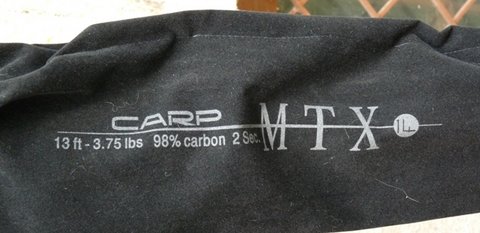 CARP MTX
13 ft - 3.75 lbs 98% carbon 2 Sec.